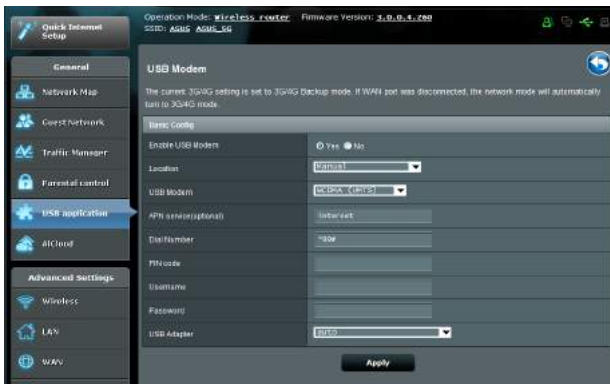 Quick Internet
Setup
Operation Mode: Wireless router Firmware Version: 3.0.0.4.260
SSID: ASUS ASUS_5G
General
Network Map
Guest Network
Traffic Manager
Parental control
USB application
AiCloud
Advanced Settings
Wireless
LAN
WAN
USB Modem
The current 3G/4G setting is set to 3G/4G Backup mode. If WAN port was disconnected, the network mode will automatically
turn to 3G/4G mode.
Basic Config
Enable USB Modem
Yes No
Location
Manual
USB Modem
WCDMA (UMTS)
APN service(optional)
internet
Dial Number
*99#
PIN code
Username
Password
USB Adapter
auto
Apply